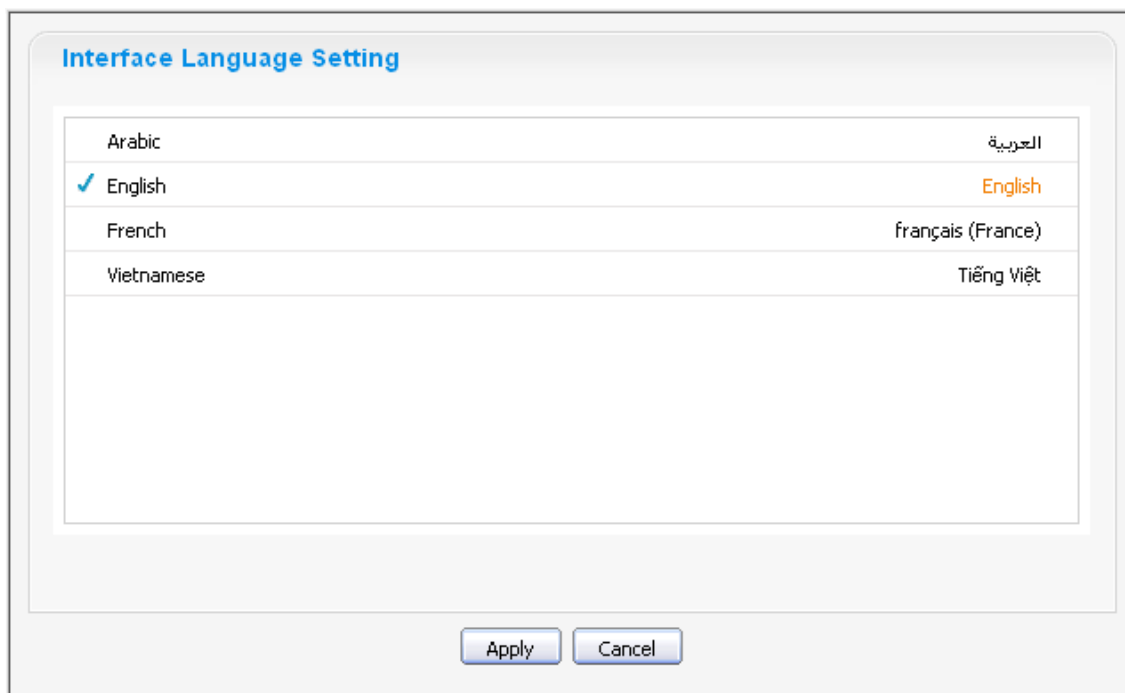 Interface Language Setting
Arabic العربية
English English
French français (France)
Vietnamese Tiếng Việt
Apply Cancel